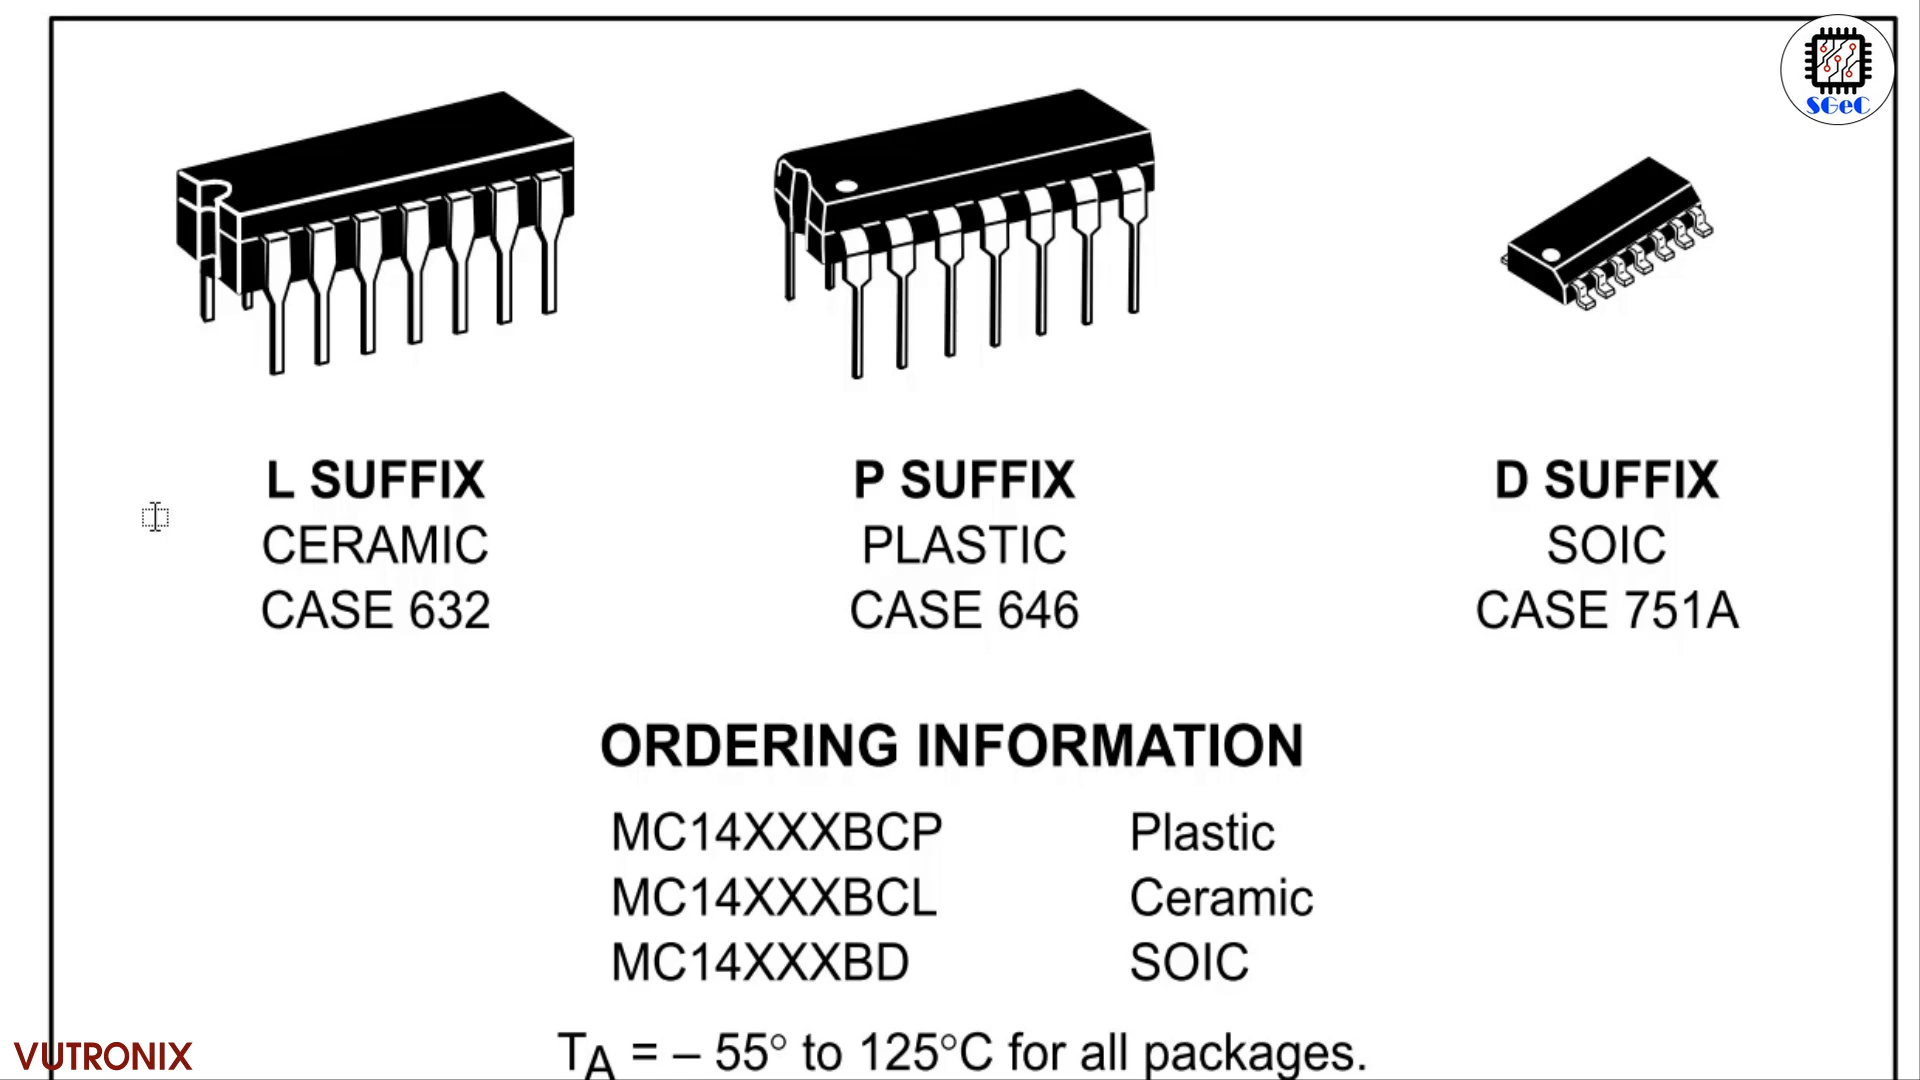 SGeC
L SUFFIX
CERAMIC
CASE 632
P SUFFIX
PLASTIC
CASE 646
D SUFFIX
SOIC
CASE 751A
ORDERING INFORMATION
MC14XXXBCP Plastic
MC14XXXBCL Ceramic
MC14XXXBD SOIC
TA = – 55° to 125°C for all packages.
VUTRONIX